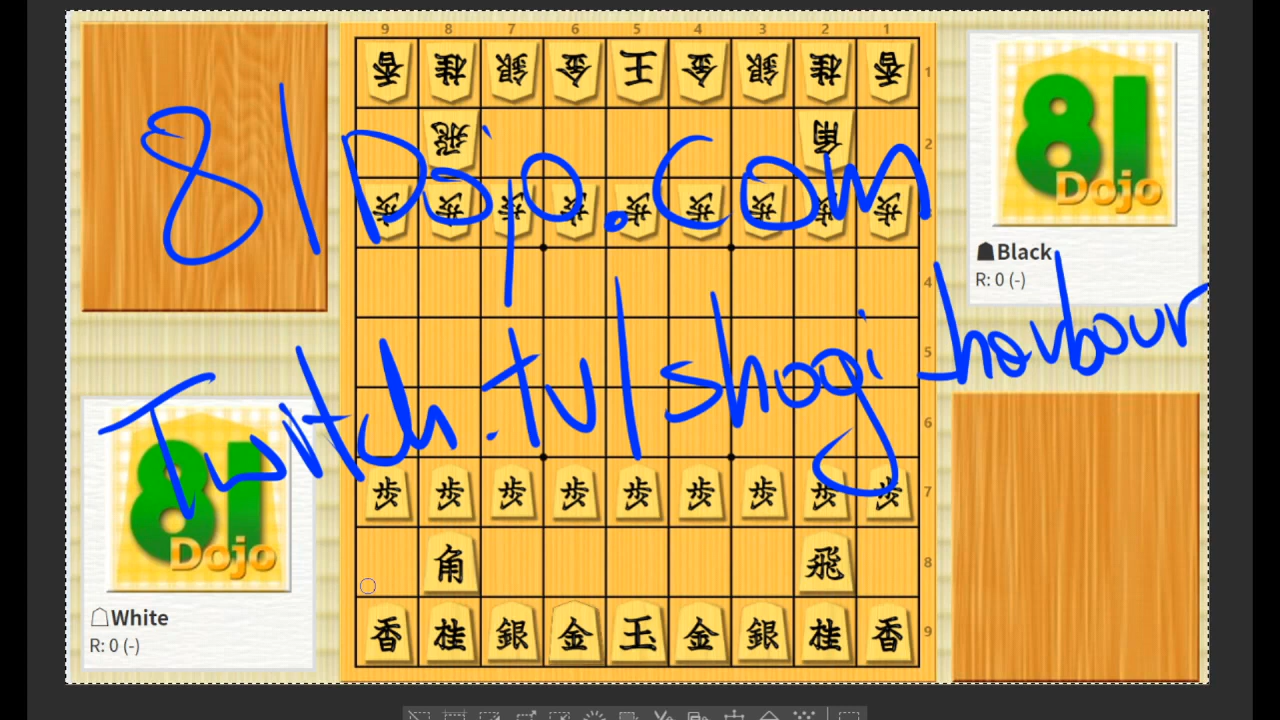 9 8 7 6 5 4 3 2 1
香 桂 銀 金 王 金 銀 桂 香 1
飛 角 2
歩 歩 歩 歩 歩 歩 歩 歩 歩
4
5
6
歩 歩 歩 歩 歩 歩 歩 歩 歩 7
角 飛 8
香 桂 銀 金 玉 金 銀 桂 香 9
81Dojo.com
Twitch.tv/shogi_harbour
81
Dojo
Black
R: 0 (-)
81
Dojo
White
R: 0 (-)